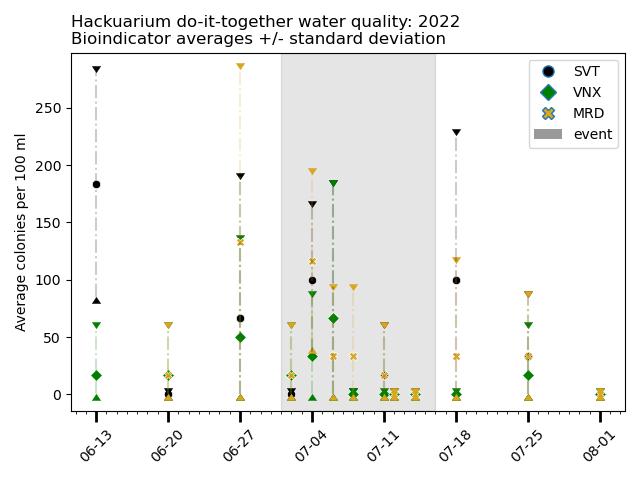 Hackuarium do-it-together water quality: 2022
Bioindicator averages +/- standard deviation
SVT
VNX
MRD
event
Average colonies per 100 ml
250
200
150
100
50
0
06-13
06-20
06-27
07-04
07-11
07-18
07-25
08-01